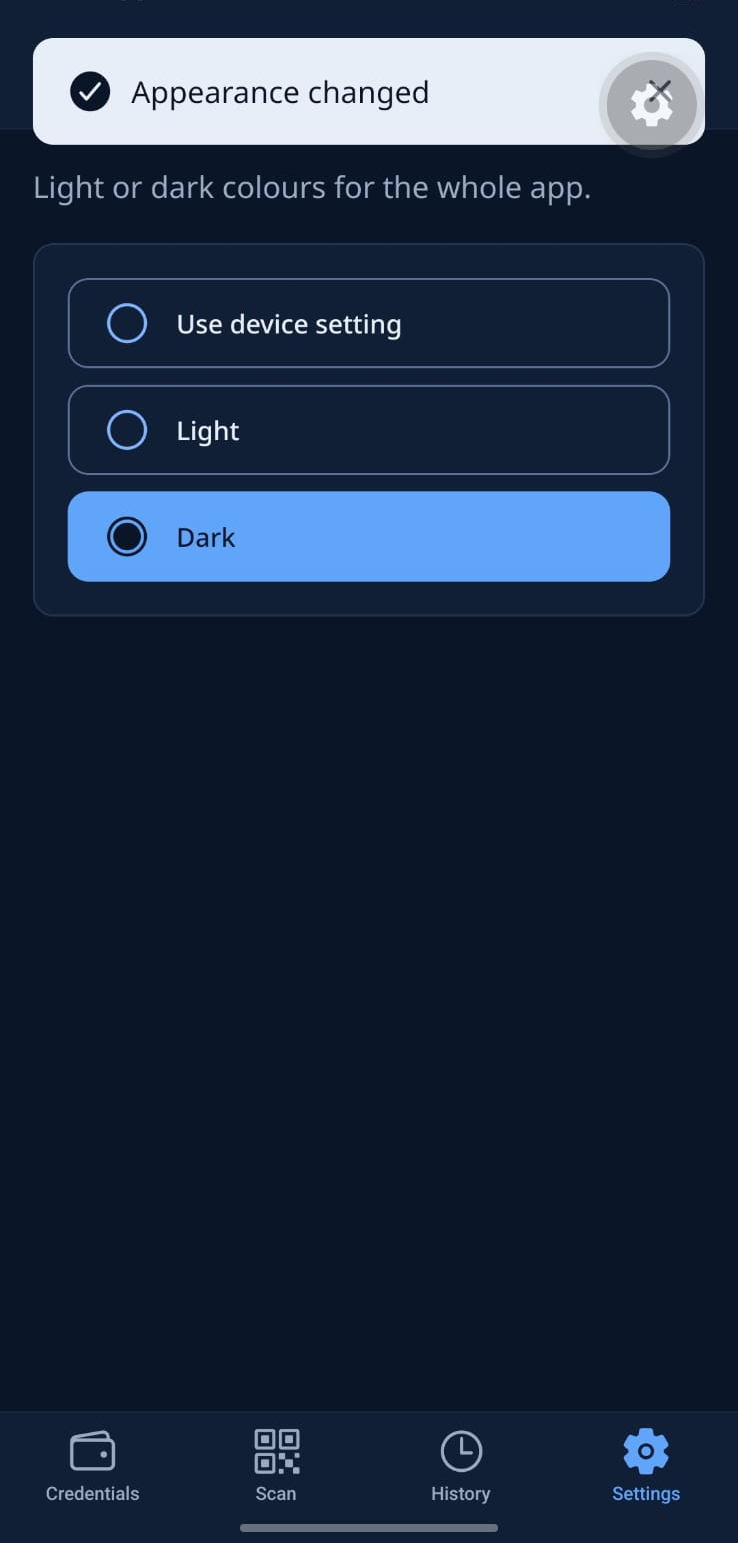 Appearance changed
Light or dark colours for the whole app.
Use device setting
Light
Dark
Credentials
Scan
History
Settings